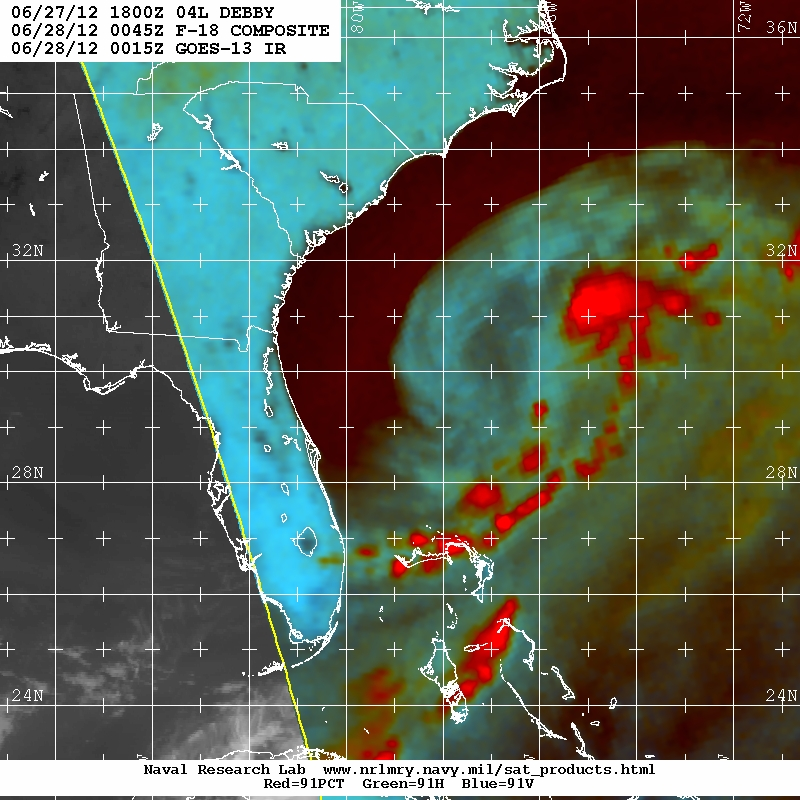 06/27/12 1800Z 04L DEBBY
06/28/12 0045Z F-18 COMPOSITE
06/28/12 0015Z GOES-13 IR
80W
72W
36N
32N
32N
28N
28N
24N
24N
Naval Research Lab www.nrlmry.navy.mil/sat_products.html
Red=91PCT Green=91H Blue=91V